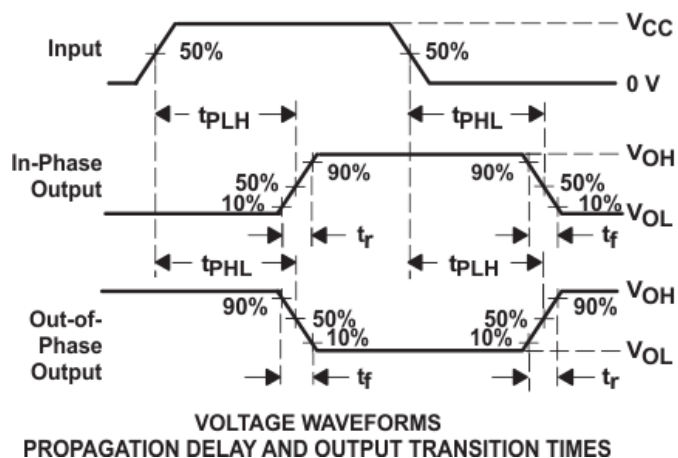 VCC
Input 50% 50%
0 V
tPLH tPHL
In-Phase Output
VOH
90% 90%
50% 50%
10% 10%
VOL
tr tf
tPHL tPLH
Out-of-Phase Output
VOH
90% 90%
50% 50%
10% 10%
VOL
tf tr
VOLTAGE WAVEFORMS
PROPAGATION DELAY AND OUTPUT TRANSITION TIMES